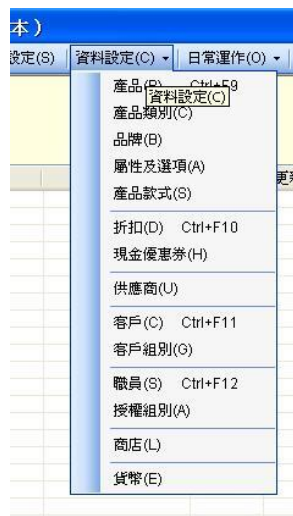 本)
設定(S) 資料設定(C) 日常運作(O)
產品(P) Ctrl+F9
資料設定(C)
產品類別(C)
品牌(B)
屬性及選項(A)
產品款式(S)
折扣(D) Ctrl+F10
現金優惠券(H)
供應商(U)
客戶(C) Ctrl+F11
客戶組別(G)
職員(S) Ctrl+F12
授權組別(A)
商店(L)
貨幣(E)